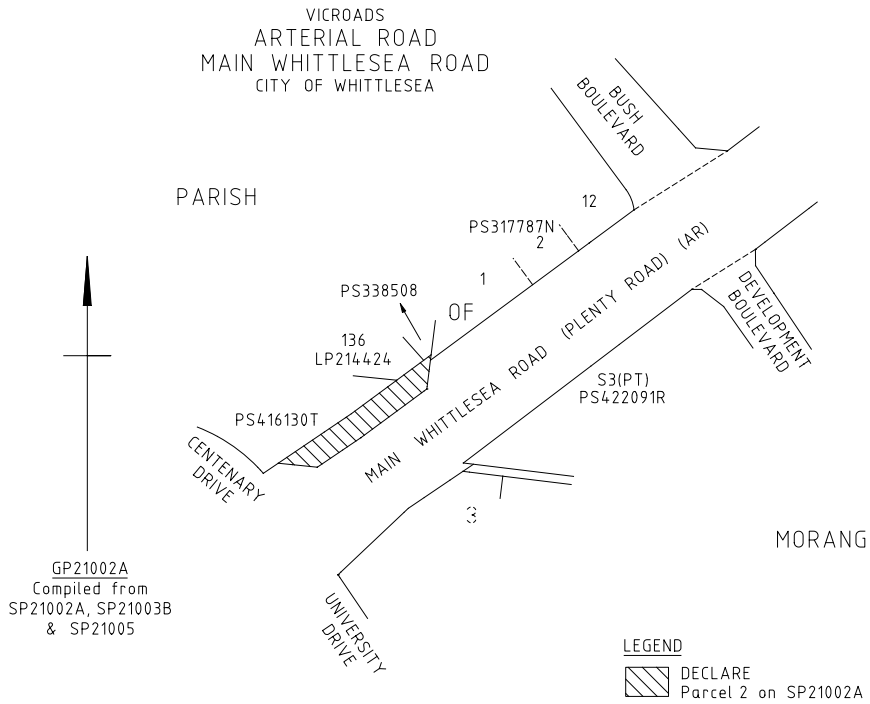 VICROADS
ARTERIAL ROAD
MAIN WHITTLESEA ROAD
CITY OF WHITTLESEA
BUSH
BOULEVARD
PARISH
12
PS317787N
2
1
PS338508
OF
136
LP214424
MAIN WHITTLESEA ROAD (PLENTY ROAD) (AR)
DEVELOPMENT
BOULEVARD
S3(PT)
PS422091R
PS416130T
CENTENARY
DRIVE
3
MORANG
GP21002A
Compiled from
SP21002A, SP21003B
& SP21005
UNIVERSITY
DRIVE
LEGEND
DECLARE
Parcel 2 on SP21002A